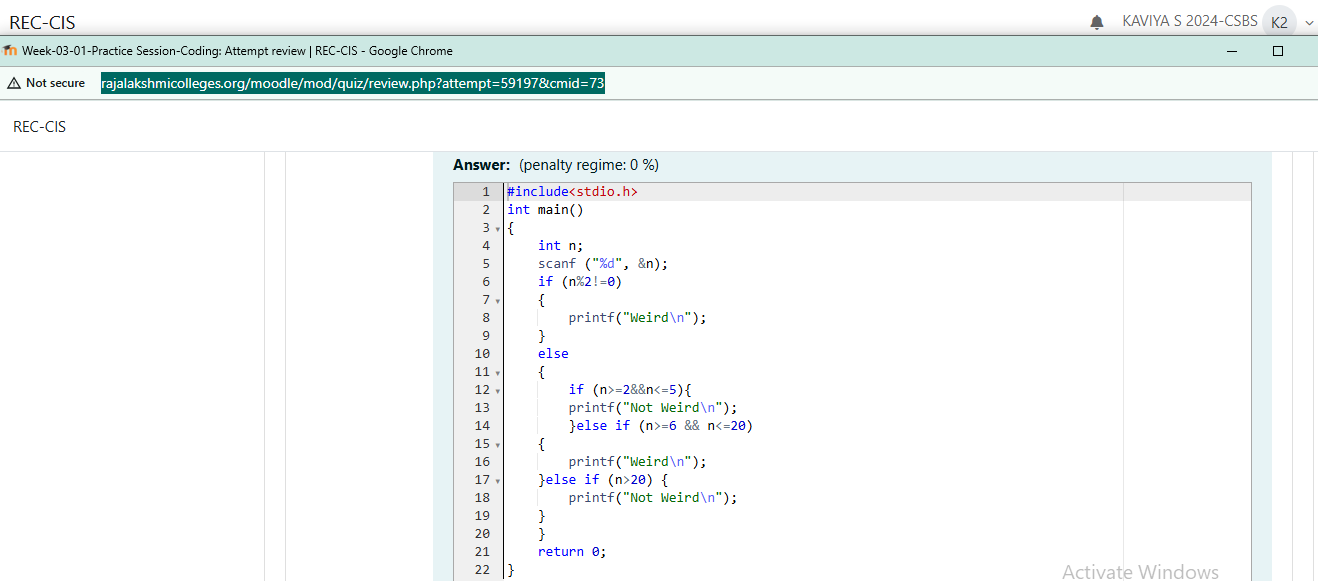 REC-CIS KAVIYA S 2024-CSBS K2
Week-03-01-Practice Session-Coding: Attempt review | REC-CIS - Google Chrome
Not secure rajalakshmicolleges.org/moodle/mod/quiz/review.php?attempt=59197&cmid=73
REC-CIS
Answer: (penalty regime: 0 %)
1 #include<stdio.h>
2 int main()
3 {
4 int n;
5 scanf ("%d", &n);
6 if (n%2!=0)
7 {
8 printf("Weird\n");
9 }
10 else
11 {
12 if (n>=2&&n<=5){
13 printf("Not Weird\n");
14 }else if (n>=6 && n<=20)
15 {
16 printf("Weird\n");
17 }else if (n>20) {
18 printf("Not Weird\n");
19 }
20 }
21 return 0;
22 }
Activate Windows